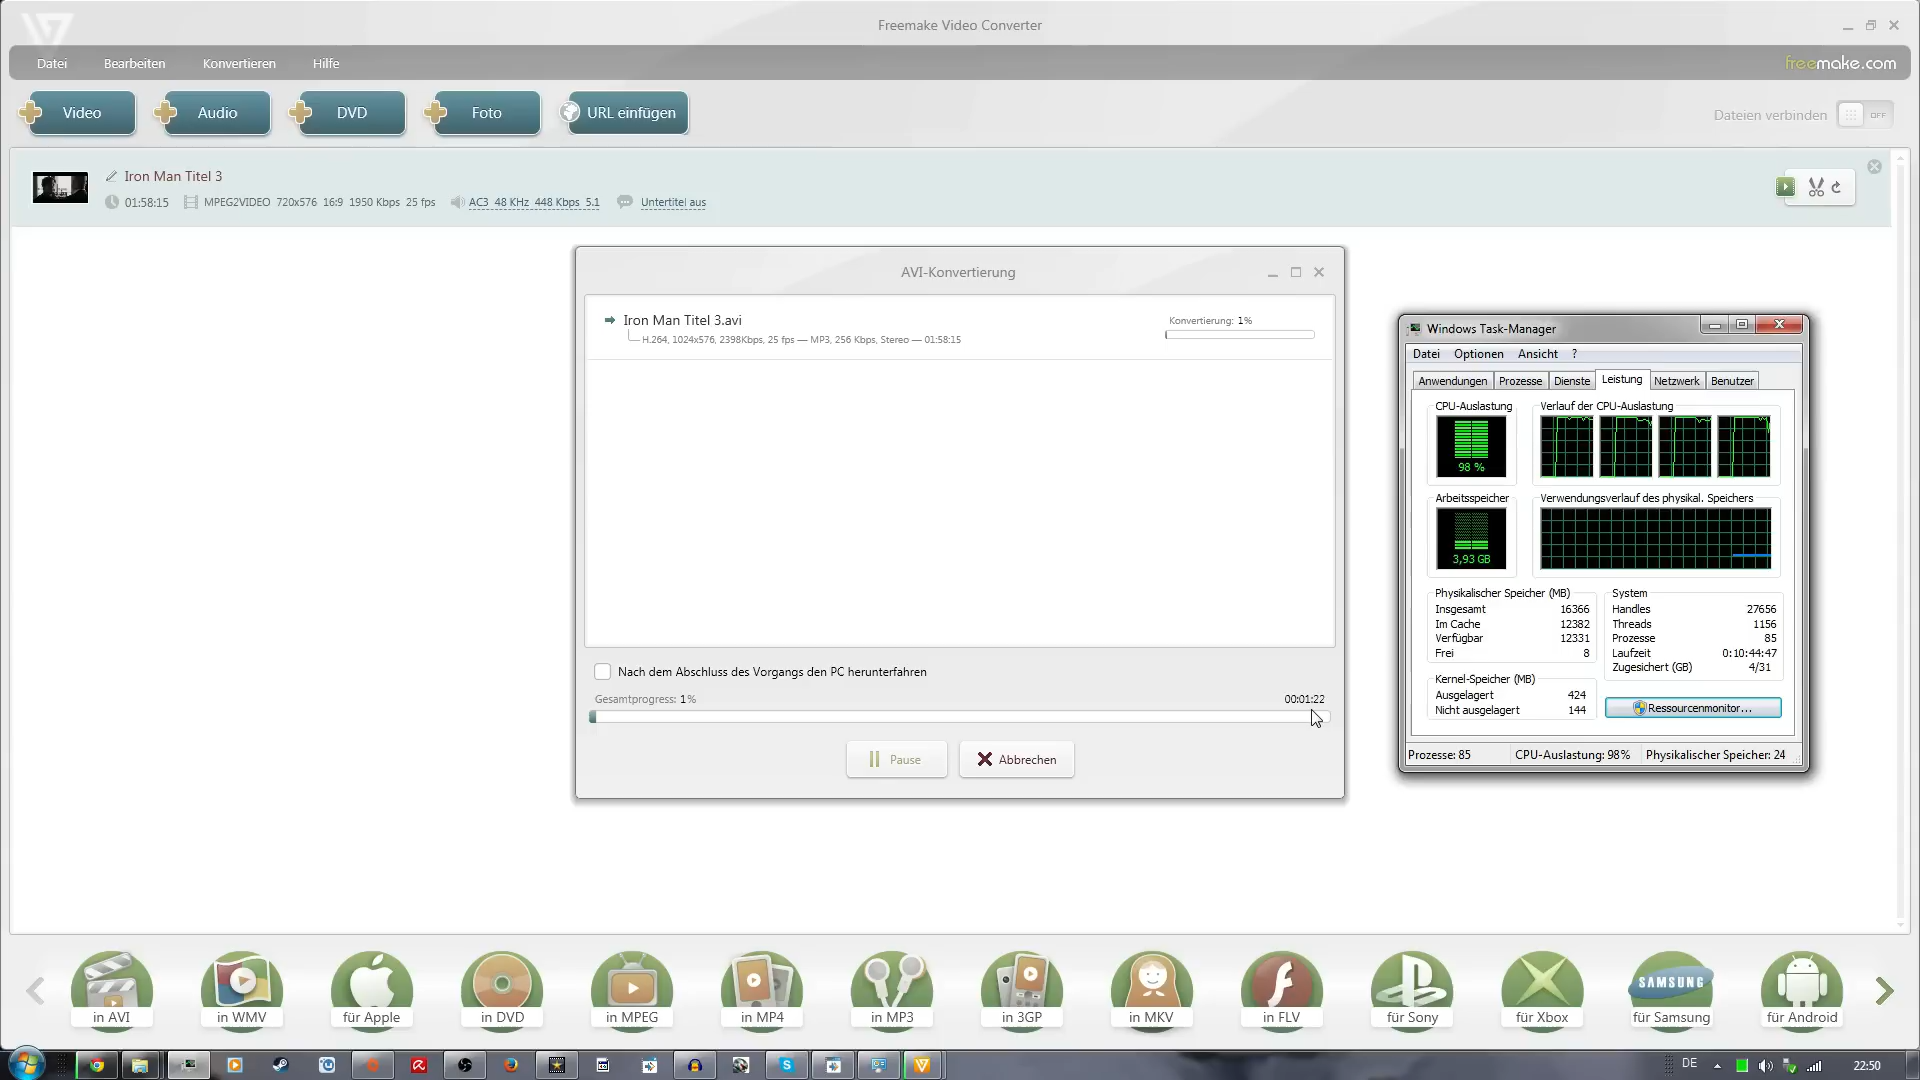 Freemake Video Converter
Datei Bearbeiten Konvertieren Hilfe
freemake.com
Video Audio DVD Foto URL einfügen
Dateien verbinden OFF
Iron Man Titel 3
01:58:15 MPEG2VIDEO 720x576 16:9 1950 Kbps 25 fps AC3 48 KHz 448 Kbps 5.1 Untertitel aus
AVI-Konvertierung
Iron Man Titel 3.avi
Konvertierung: 1%
H.264, 1024x576, 2398Kbps, 25 fps — MP3, 256 Kbps, Stereo — 01:58:15
Nach dem Abschluss des Vorgangs den PC herunterfahren
Gesamtprogress: 1%
00:01:22
Pause Abbrechen
Windows Task-Manager
Datei Optionen Ansicht ?
Anwendungen Prozesse Dienste Leistung Netzwerk Benutzer
CPU-Auslastung
98 %
Verlauf der CPU-Auslastung
Arbeitsspeicher
3,93 GB
Verwendungsverlauf des physikal. Speichers
Physikalischer Speicher (MB)
Insgesamt 16366
Im Cache 12382
Verfügbar 12331
Frei 8
System
Handles 27656
Threads 1156
Prozesse 85
Laufzeit 0:10:44:47
Zugesichert (GB) 4/31
Kernel-Speicher (MB)
Ausgelagert 424
Nicht ausgelagert 144
Ressourcenmonitor...
Prozesse: 85 CPU-Auslastung: 98% Physikalischer Speicher: 24
in AVI
in WMV
für Apple
in DVD
in MPEG
in MP4
in MP3
in 3GP
in MKV
in FLV
für Sony
für Xbox
SAMSUNG
für Samsung
für Android
DE
22:50